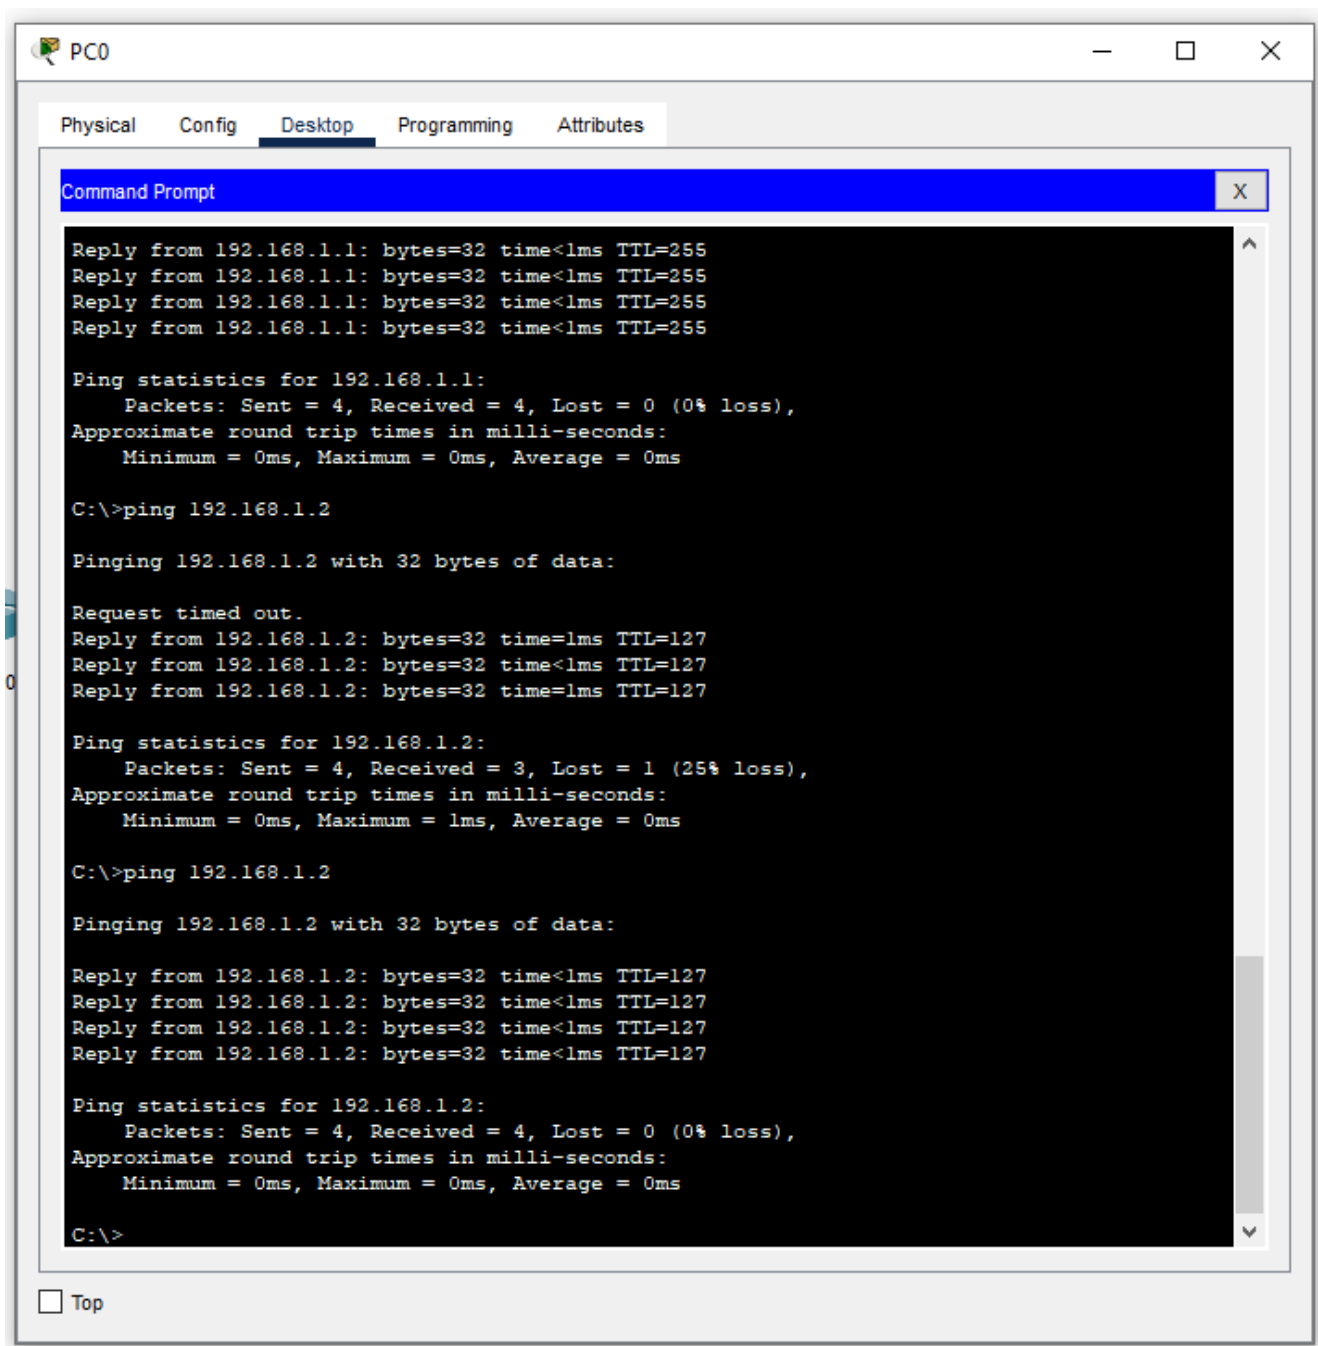 PC0
Physical Config Desktop Programming Attributes
Command Prompt X
Reply from 192.168.1.1: bytes=32 time<1ms TTL=255
Reply from 192.168.1.1: bytes=32 time<1ms TTL=255
Reply from 192.168.1.1: bytes=32 time<1ms TTL=255
Reply from 192.168.1.1: bytes=32 time<1ms TTL=255
Ping statistics for 192.168.1.1:
Packets: Sent = 4, Received = 4, Lost = 0 (0% loss),
Approximate round trip times in milli-seconds:
Minimum = 0ms, Maximum = 0ms, Average = 0ms
C:\>ping 192.168.1.2
Pinging 192.168.1.2 with 32 bytes of data:
Request timed out.
Reply from 192.168.1.2: bytes=32 time=1ms TTL=127
Reply from 192.168.1.2: bytes=32 time<1ms TTL=127
Reply from 192.168.1.2: bytes=32 time=1ms TTL=127
Ping statistics for 192.168.1.2:
Packets: Sent = 4, Received = 3, Lost = 1 (25% loss),
Approximate round trip times in milli-seconds:
Minimum = 0ms, Maximum = 1ms, Average = 0ms
C:\>ping 192.168.1.2
Pinging 192.168.1.2 with 32 bytes of data:
Reply from 192.168.1.2: bytes=32 time<1ms TTL=127
Reply from 192.168.1.2: bytes=32 time<1ms TTL=127
Reply from 192.168.1.2: bytes=32 time<1ms TTL=127
Reply from 192.168.1.2: bytes=32 time<1ms TTL=127
Ping statistics for 192.168.1.2:
Packets: Sent = 4, Received = 4, Lost = 0 (0% loss),
Approximate round trip times in milli-seconds:
Minimum = 0ms, Maximum = 0ms, Average = 0ms
C:\>
0
Top